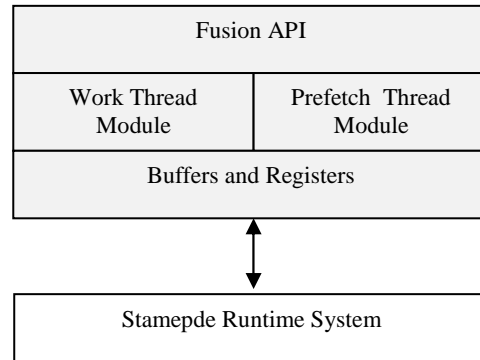 Fusion API
Work Thread
Module
Prefetch Thread
Module
Buffers and Registers
Stamepde Runtime System